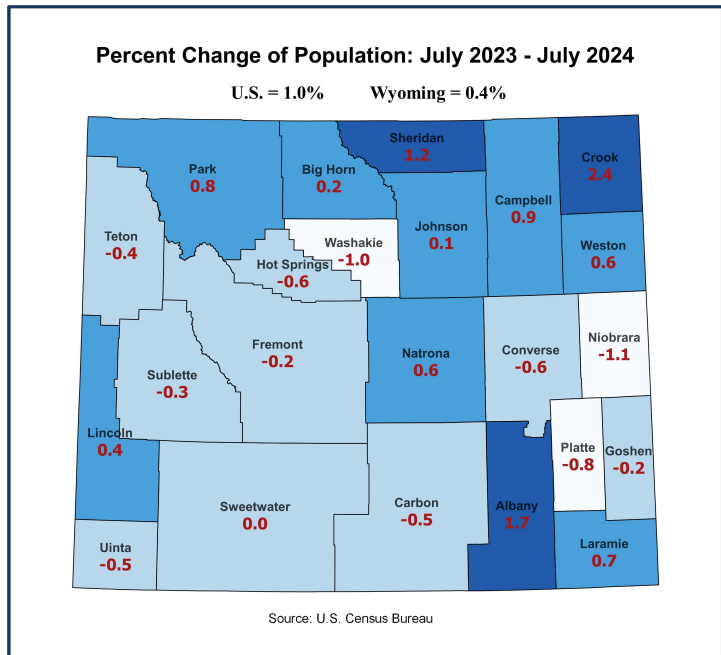 Percent Change of Population: July 2023 - July 2024
U.S. = 1.0% Wyoming = 0.4%
Sheridan
1.2
Crook
2.4
Park
0.8
Big Horn
0.2
Campbell
0.9
Johnson
0.1
Teton
-0.4
Washakie
-1.0
Weston
0.6
Hot Springs
-0.6
Niobrara
-1.1
Fremont
-0.2
Natrona
0.6
Converse
-0.6
Sublette
-0.3
Lincoln
0.4
Platte
-0.8
Goshen
-0.2
Sweetwater
0.0
Carbon
-0.5
Albany
1.7
Uinta
-0.5
Laramie
0.7
Source: U.S. Census Bureau